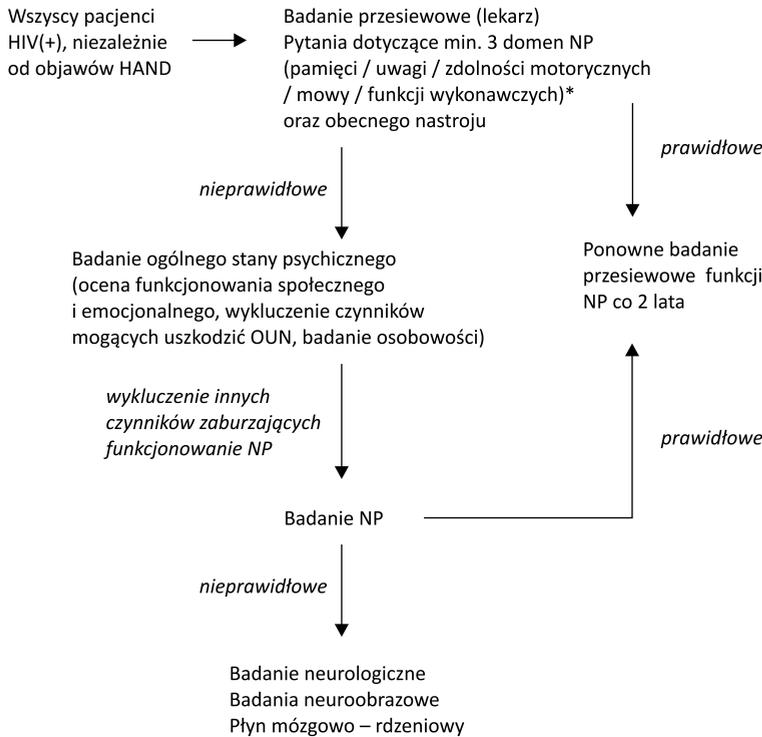 Wszyscy pacjenci
HIV(+), niezależnie
od objawów HAND
Badanie przesiewowe (lekarz)
Pytania dotyczące min. 3 domen NP
(pamięci / uwagi / zdolności motorycznych
/ mowy / funkcji wykonawczych)*
oraz obecnego nastroju
prawidłowe
nieprawidłowe
Ponowne badanie
przesiewowe funkcji
NP co 2 lata
Badanie ogólnego stany psychicznego
(ocena funkcjonowania społecznego
i emocjonalnego, wykluczenie czynników
mogących uszkodzić OUN, badanie osobowości)
wykluczenie innych
czynników zaburzających
funkcjonowanie NP
prawidłowe
Badanie NP
nieprawidłowe
Badanie neurologiczne
Badania neuroobrazowe
Płyn mózgowo – rdzeniowy